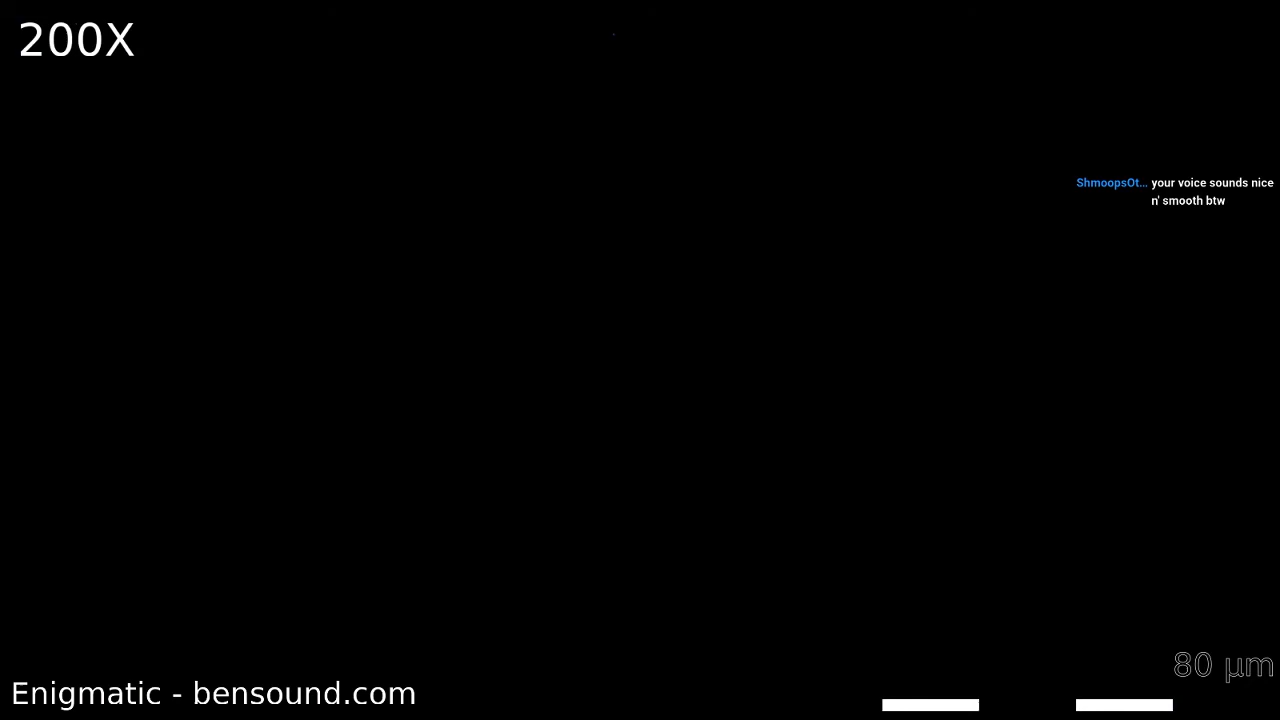 200X
ShmoopsOt... your voice sounds nice
n' smooth btw
80 µm
Enigmatic - bensound.com